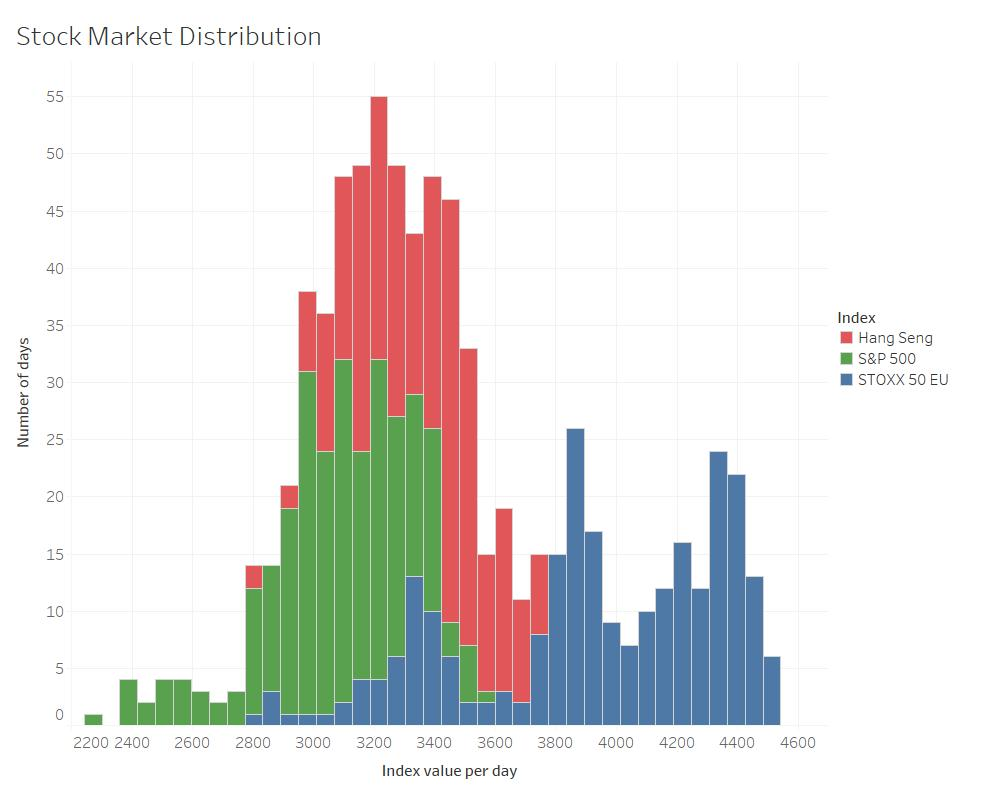 Stock Market Distribution
55
50
45
40
35
30
25
20
15
10
5
0
Number of days
2200 2400 2600 2800 3000 3200 3400 3600 3800 4000 4200 4400 4600
Index value per day
Index
Hang Seng
S&P 500
STOXX 50 EU